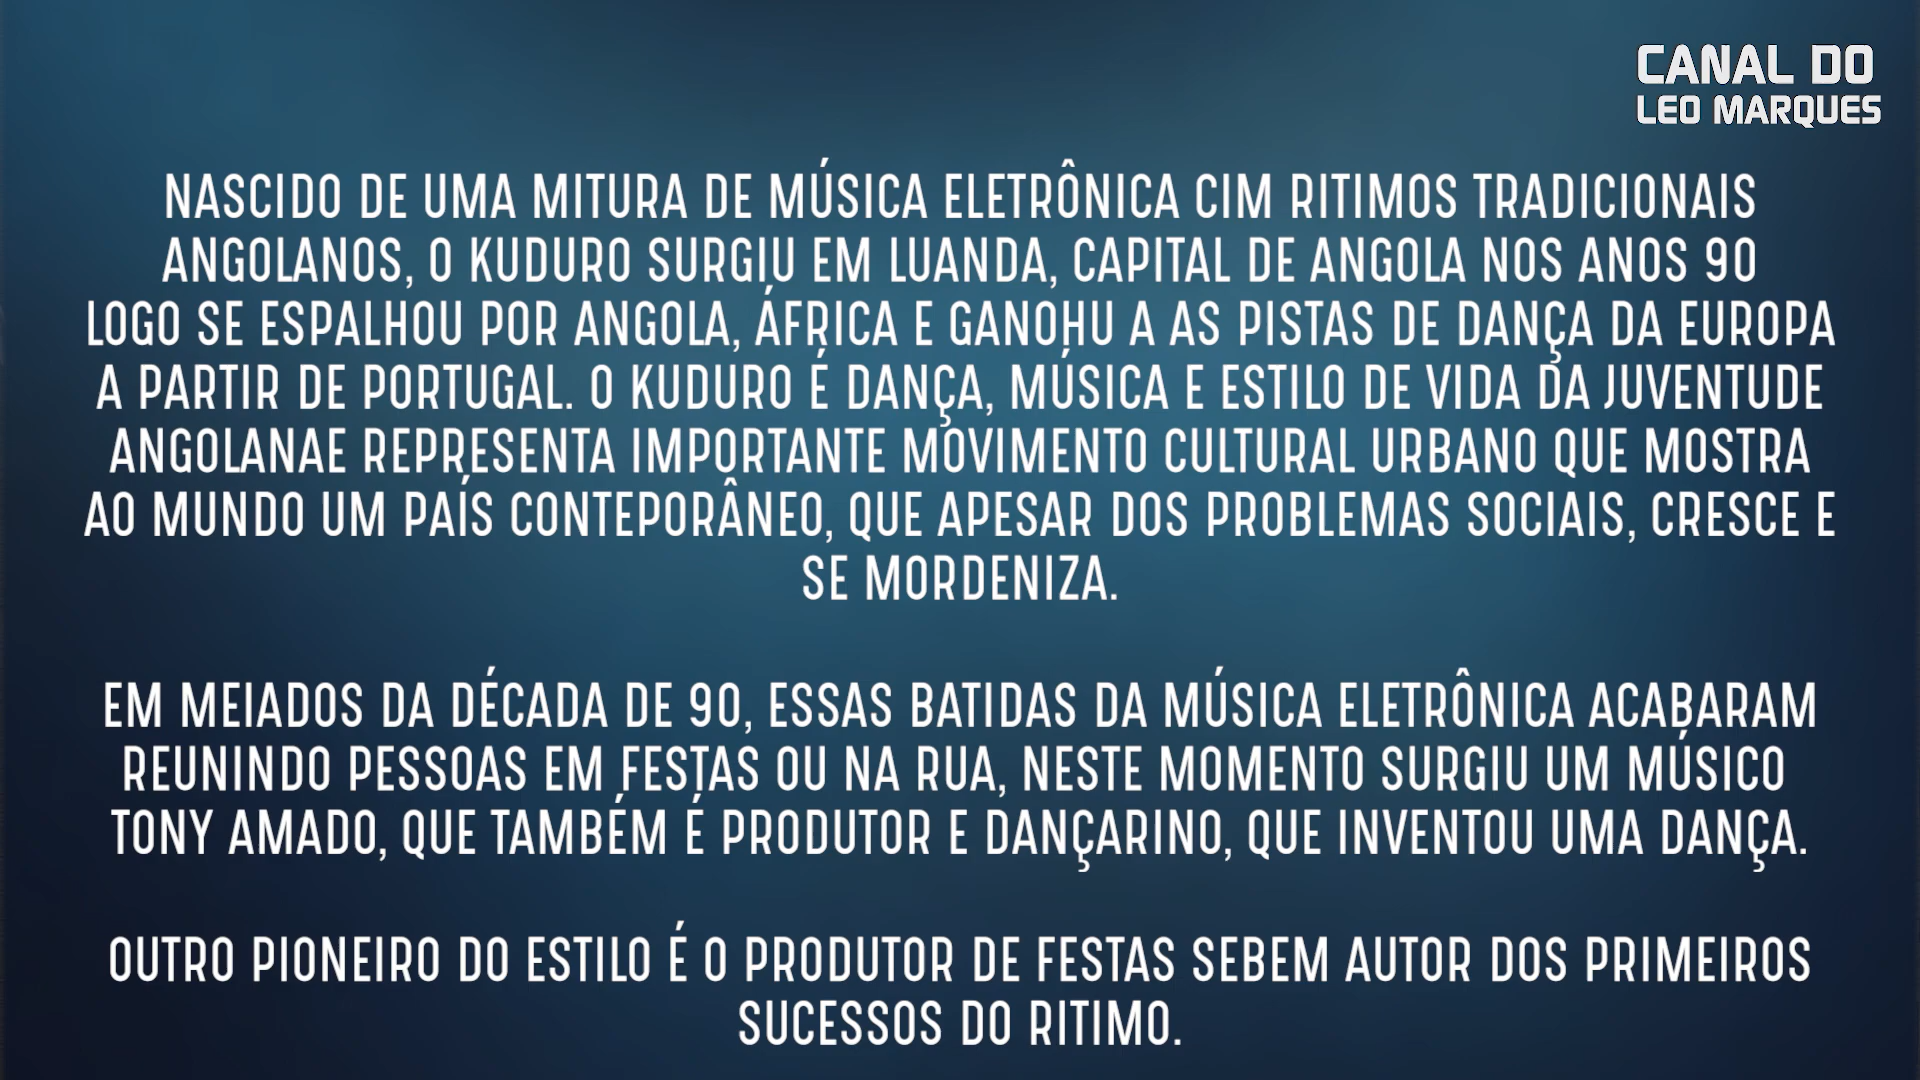 CANAL DO
LEO MARQUES
NASCIDO DE UMA MITURA DE MÚSICA ELETRÔNICA CIM RITIMOS TRADICIONAIS
ANGOLANOS, O KUDURO SURGIU EM LUANDA, CAPITAL DE ANGOLA NOS ANOS 90
LOGO SE ESPALHOU POR ANGOLA, ÁFRICA E GANOHU A AS PISTAS DE DANÇA DA EUROPA
A PARTIR DE PORTUGAL. O KUDURO É DANÇA, MÚSICA E ESTILO DE VIDA DA JUVENTUDE
ANGOLANAE REPRESENTA IMPORTANTE MOVIMENTO CULTURAL URBANO QUE MOSTRA
AO MUNDO UM PAÍS CONTEPORÂNEO, QUE APESAR DOS PROBLEMAS SOCIAIS, CRESCE E
SE MORDENIZA.
EM MEIADOS DA DÉCADA DE 90, ESSAS BATIDAS DA MÚSICA ELETRÔNICA ACABARAM
REUNINDO PESSOAS EM FESTAS OU NA RUA, NESTE MOMENTO SURGIU UM MÚSICO
TONY AMADO, QUE TAMBÉM É PRODUTOR E DANÇARINO, QUE INVENTOU UMA DANÇA.
OUTRO PIONEIRO DO ESTILO É O PRODUTOR DE FESTAS SEBEM AUTOR DOS PRIMEIROS
SUCESSOS DO RITIMO.